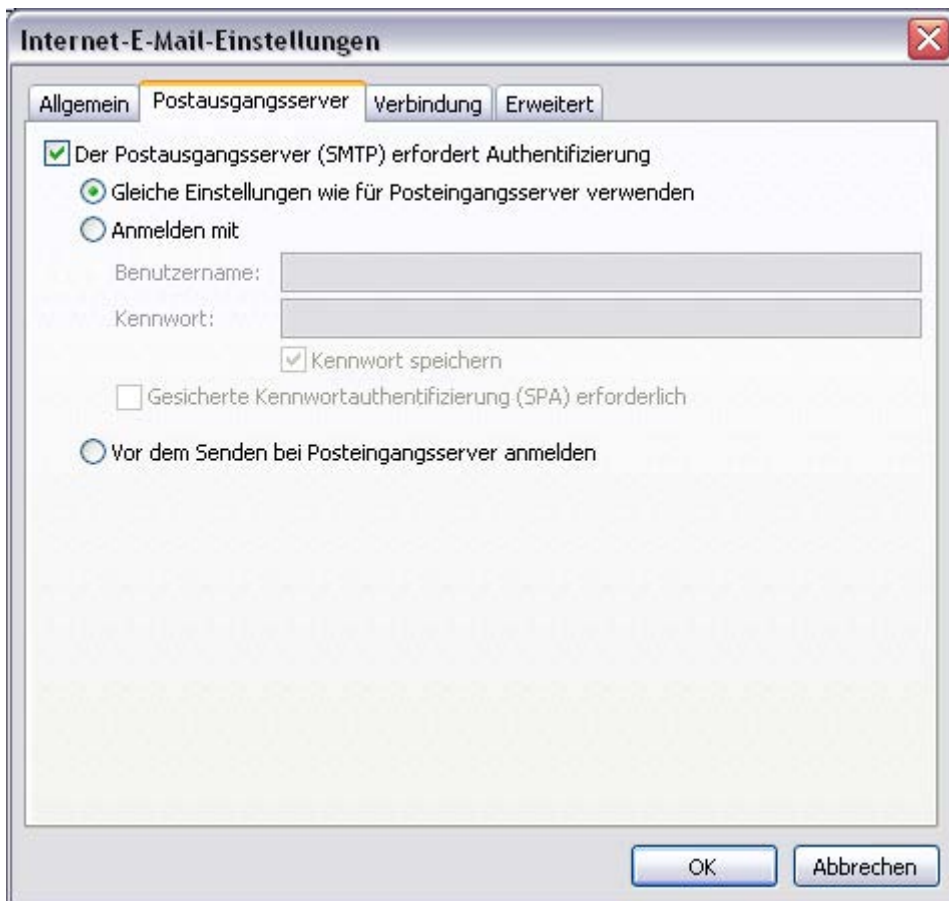 Internet-E-Mail-Einstellungen
Allgemein Postausgangsserver Verbindung Erweitert
Der Postausgangsserver (SMTP) erfordert Authentifizierung
Gleiche Einstellungen wie für Posteingangsserver verwenden
Anmelden mit
Benutzername:
Kennwort:
Kennwort speichern
Gesicherte Kennwortauthentifizierung (SPA) erforderlich
Vor dem Senden bei Posteingangsserver anmelden
OK Abbrechen